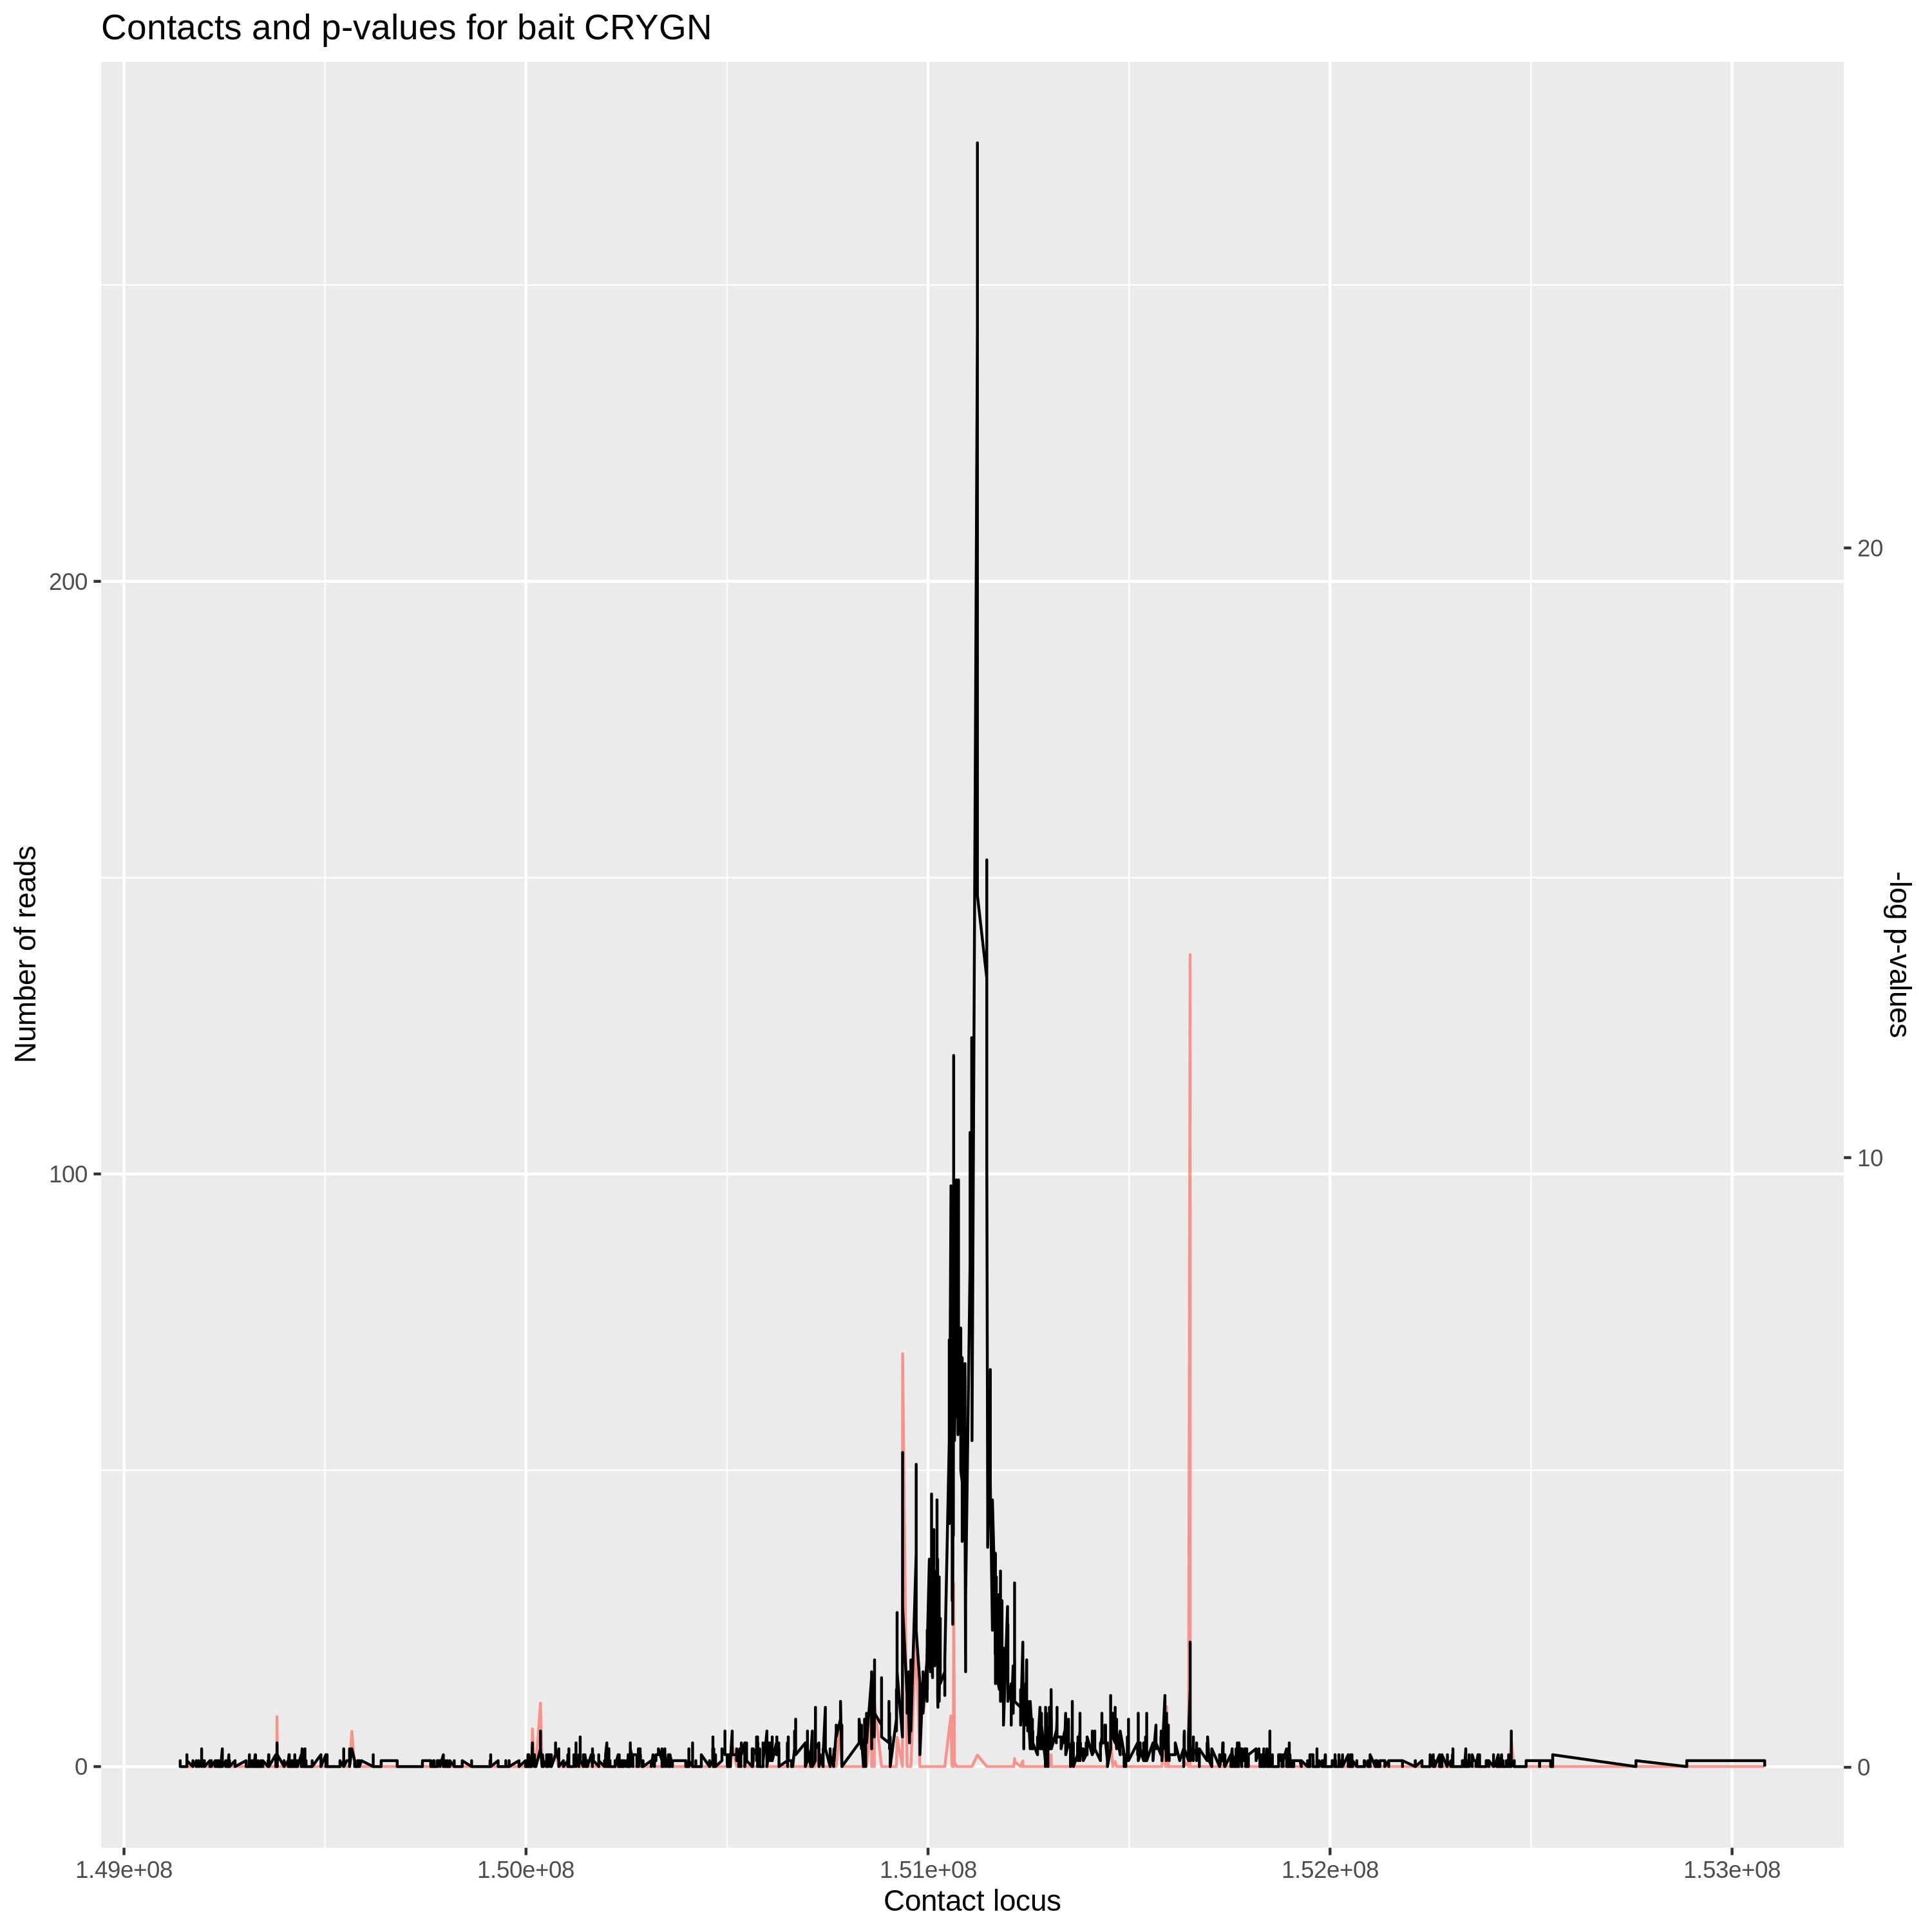 Contacts and p-values for bait CRYGN
Number of reads
200
100
0
20
10
0
-log p-values
1.49e+08 1.50e+08 1.51e+08 1.52e+08 1.53e+08
Contact locus